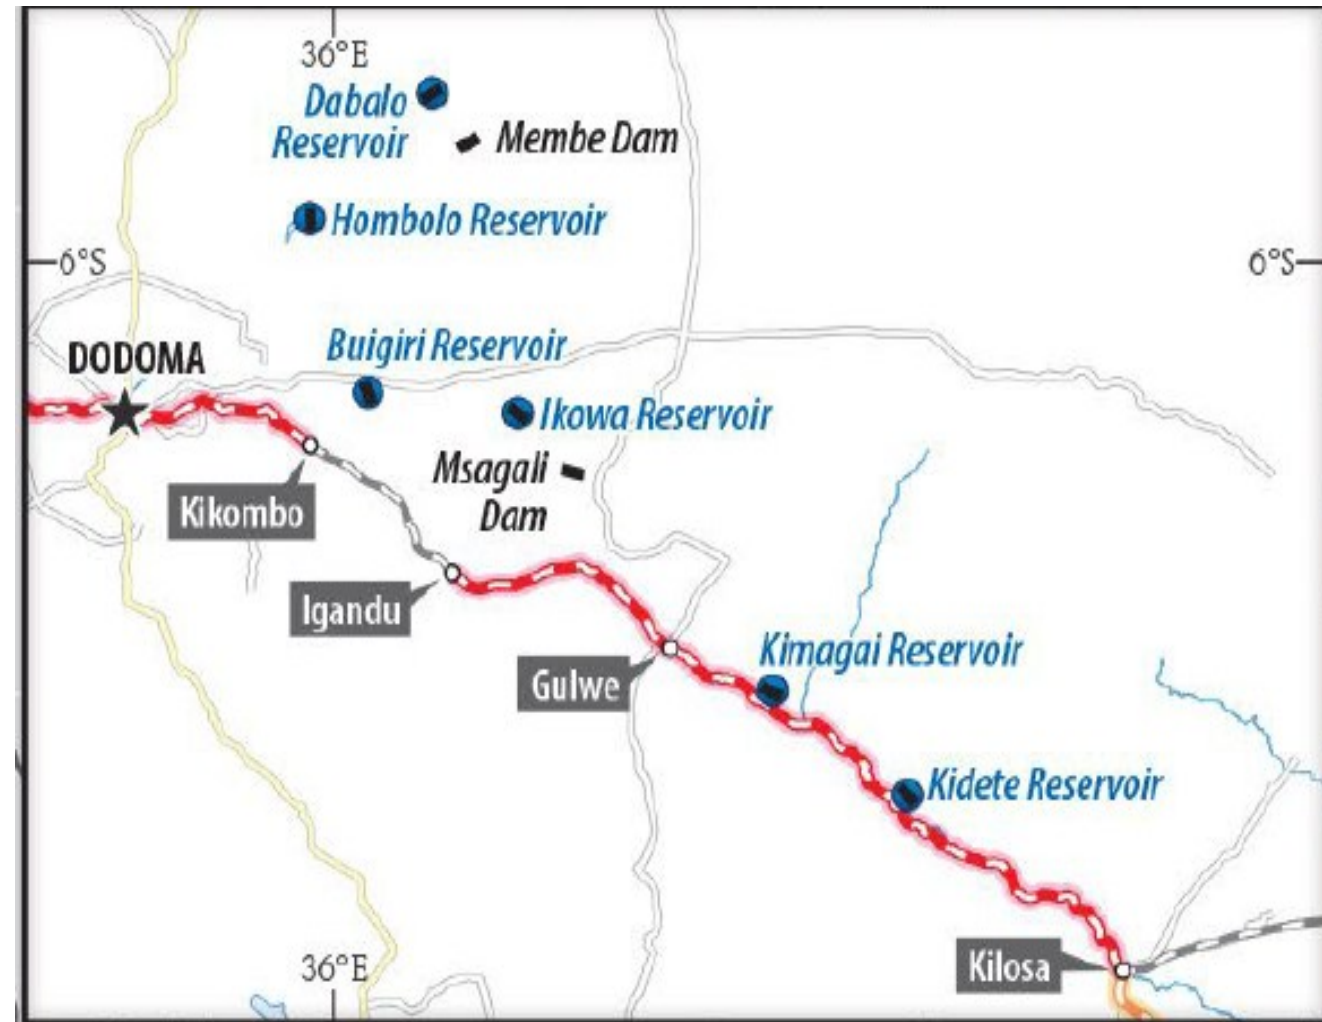 36°E
Dabalo
Reservoir
Membe Dam
Hombolo Reservoir
6°S
6°S
Buigiri Reservoir
DODOMA
Ikowa Reservoir
Msagali
Dam
Kikombo
Igandu
Gulwe
Kimagai Reservoir
Kidete Reservoir
Kilosa
36°E